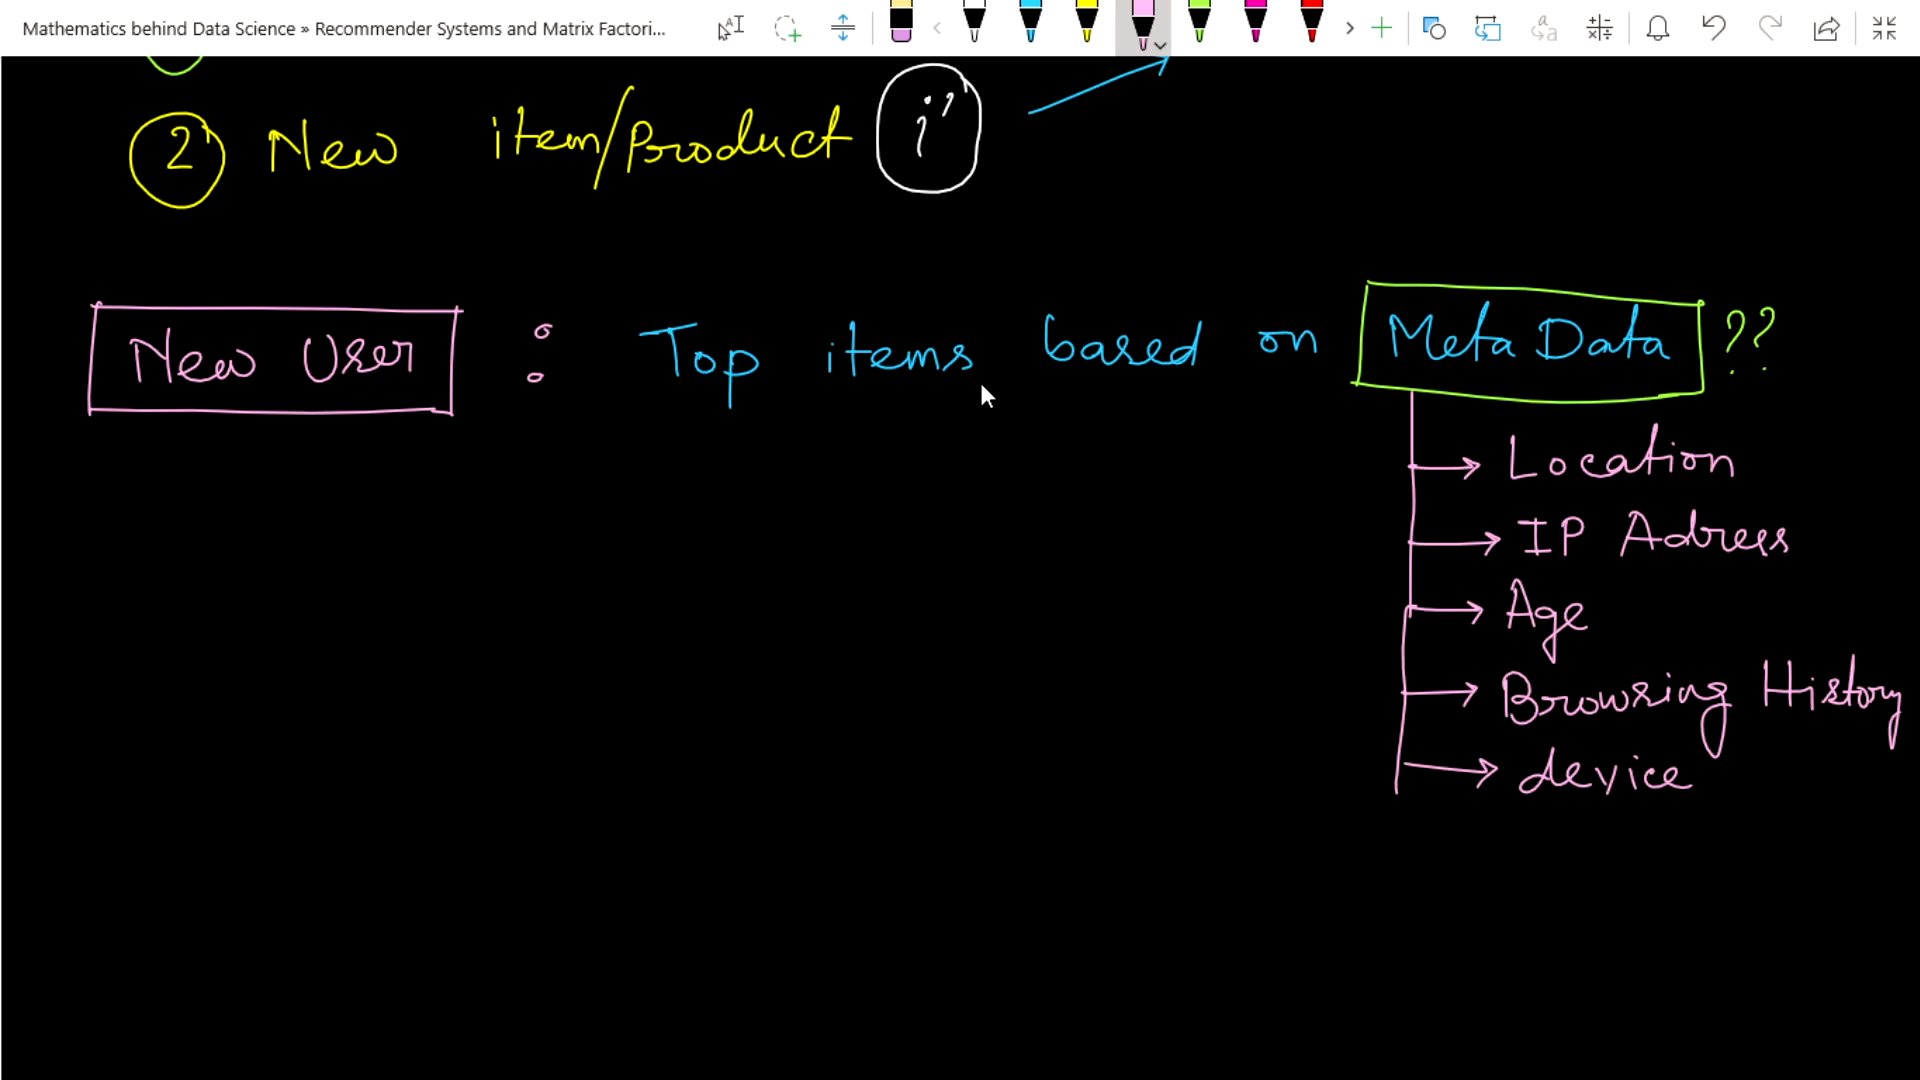 Mathematics behind Data Science » Recommender Systems and Matrix Factori...
2 New item/Product i'
New User : Top items based on Meta Data ??
Location
IP Adress
Age
Browsing History
device